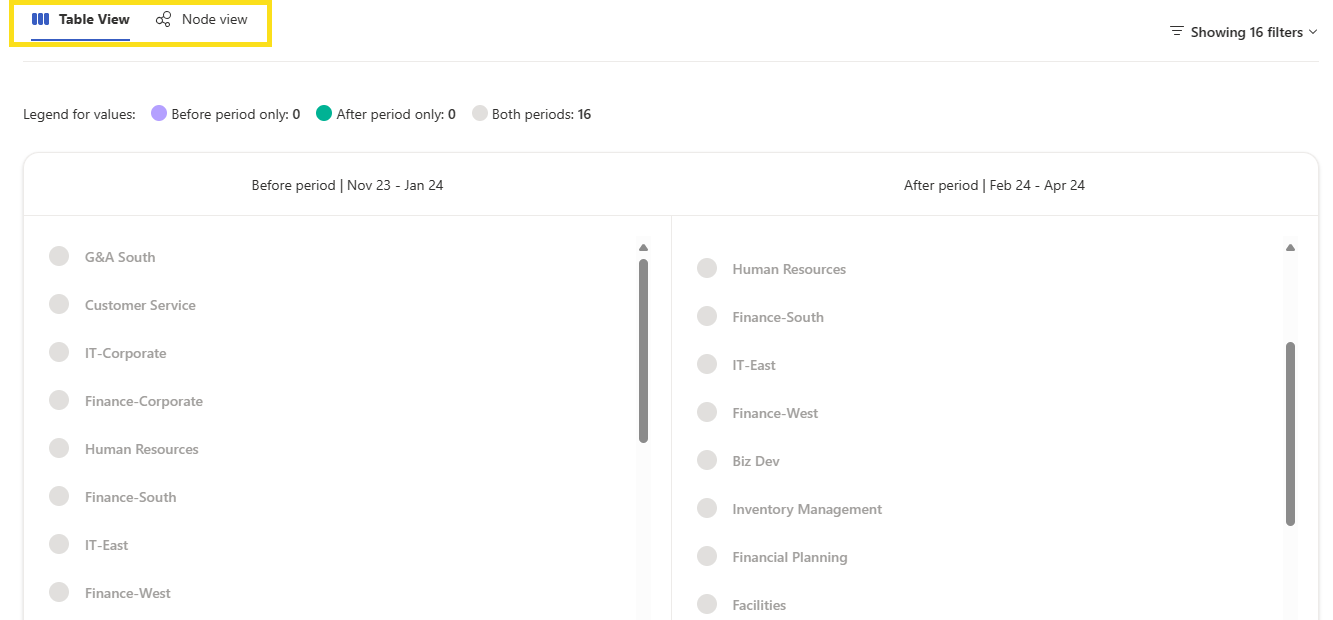 Table View
Node view
Showing 16 filters
Legend for values:
Before period only: 0
After period only: 0
Both periods: 16
Before period | Nov 23 - Jan 24
After period | Feb 24 - Apr 24
G&A South
Customer Service
IT-Corporate
Finance-Corporate
Human Resources
Finance-South
IT-East
Finance-West
Human Resources
Finance-South
IT-East
Finance-West
Biz Dev
Inventory Management
Financial Planning
Facilities